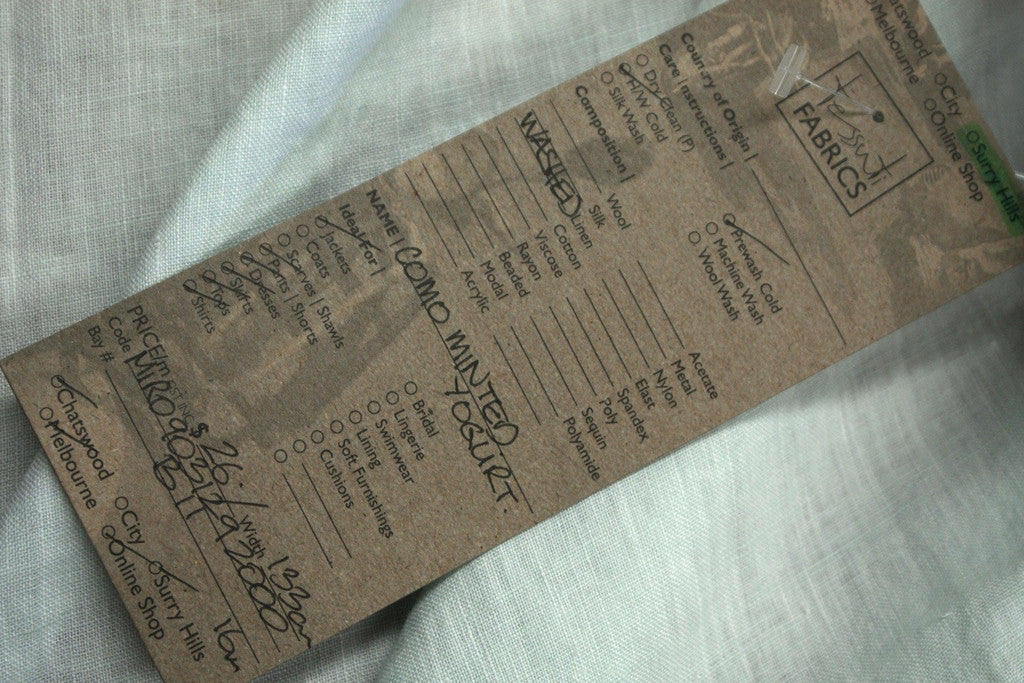 Chatswood
Melbourne
City
Online Shop
Surry Hills
Tessuti
FABRICS
Country of Origin |
Care Instructions |
Dry Clean (P)
H/W Cold
Silk Wash
Prewash Cold
Machine Wash
Wool Wash
Composition |
Wool
Silk
WASHED Linen
Cotton
Viscose
Rayon
Beaded
Modal
Acrylic
Acetate
Metal
Nylon
Elast
Spandex
Poly
Sequin
Polyamide
NAME | COMO MINTED
YOGURT.
Ideal For |
Jackets
Coats
Scarves | Shawls
Pants | Shorts
Dresses
Skirts
Tops
Shirts
Bridal
Lingerie
Swimwear
Lining
Soft Furnishings
Cushions
PRICE/m $26.- Width 133cm
Code
Bay # B11 16m
Chatswood
Melbourne
City
Online Shop
Surry Hills